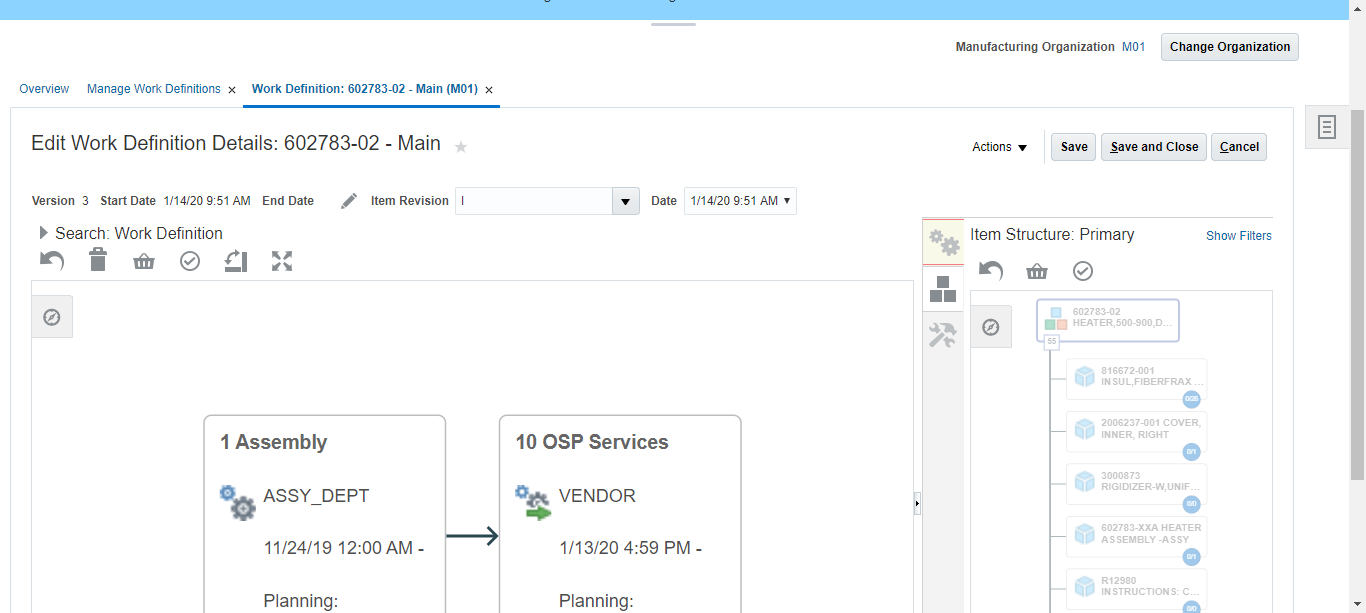 Manufacturing Organization M01 Change Organization
Overview Manage Work Definitions × Work Definition: 602783-02 - Main (M01) ×
Edit Work Definition Details: 602783-02 - Main
Actions Save Save and Close Cancel
Version 3 Start Date 1/14/20 9:51 AM End Date Item Revision I Date 1/14/20 9:51 AM
Search: Work Definition
Item Structure: Primary Show Filters
602783-02
HEATER,500-900,D...
55
816672-001
INSUL,FIBERFRAX ...
2006237-001 COVER,
INNER, RIGHT
0/1
3000873
RIGIDIZER-W,UNIF...
0/0
602783-XXA HEATER
ASSEMBLY -ASSY
0/1
R12980
INSTRUCTIONS: C...
0/0
1 Assembly
ASSY_DEPT
11/24/19 12:00 AM -
Planning:
10 OSP Services
VENDOR
1/13/20 4:59 PM -
Planning: